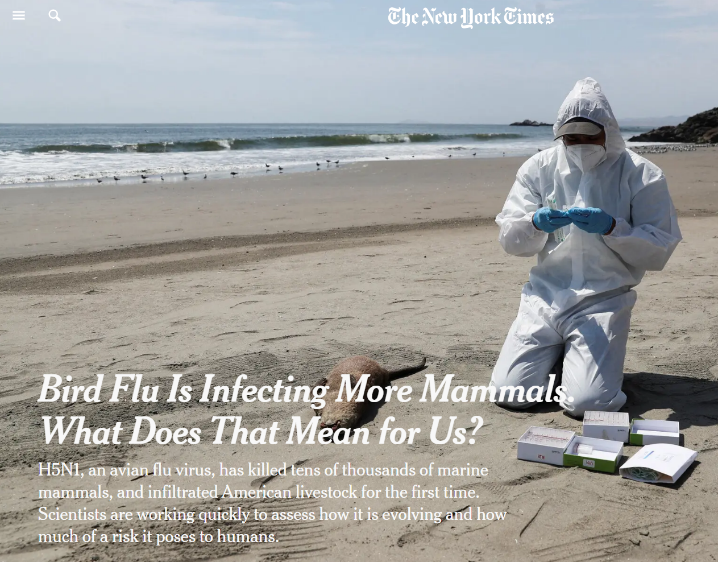 The New York Times
Bird Flu Is Infecting More Mammals.
What Does That Mean for Us?
H5N1, an avian flu virus, has killed tens of thousands of marine
mammals, and infiltrated American livestock for the first time.
Scientists are working quickly to assess how it is evolving and how
much of a risk it poses to humans.